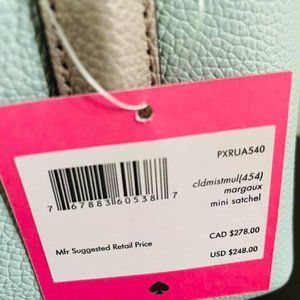 PXRUA540
7 67883 60538 7
cldmistmul(454)
margaux
mini satchel
Mfr Suggested Retail Price
CAD $278.00
USD $248.00